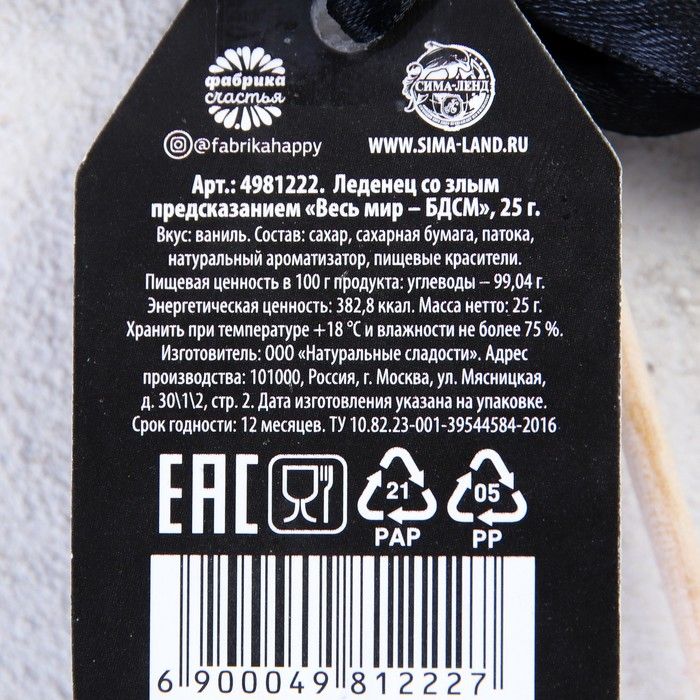 фабрика
счастья
СИМА-ЛЕНД
@fabrikahappy
WWW.SIMA-LAND.RU
Арт.: 4981222. Леденец со злым
предсказанием «Весь мир – БДСМ», 25 г.
Вкус: ваниль. Состав: сахар, сахарная бумага, патока,
натуральный ароматизатор, пищевые красители.
Пищевая ценность в 100 г продукта: углеводы – 99,04 г.
Энергетическая ценность: 382,8 ккал. Масса нетто: 25 г.
Хранить при температуре +18 °С и влажности не более 75 %.
Изготовитель: ООО «Натуральные сладости». Адрес
производства: 101000, Россия, г. Москва, ул. Мясницкая,
д. 30\1\2, стр. 2. Дата изготовления указана на упаковке.
Срок годности: 12 месяцев. ТУ 10.82.23-001-39544584-2016
EAC
21
PAP
05
PP
6 900049 812227